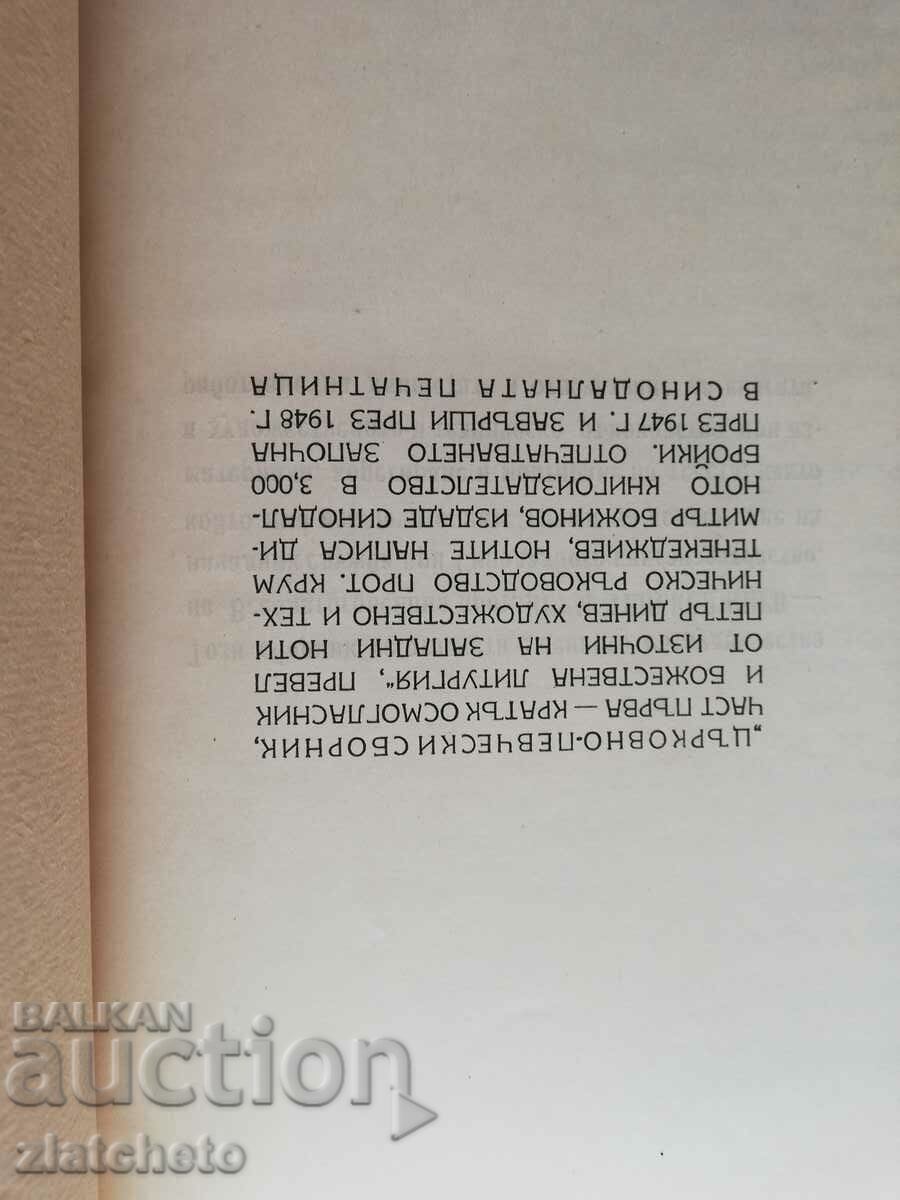 „ЦЪРКОВНО-ПЕВЧЕСКИ СБОРНИК,
ЧАСТ ПЪРВА — КРАТЪК ОСМОГЛАСНИК
И БОЖЕСТВЕНА ЛИТУРГИЯ“, ПРЕВЕЛ
ОТ ИЗТОЧНИ НА ЗАПАДНИ НОТИ
ПЕТЪР ДИНЕВ, ХУДОЖЕСТВЕНО И ТЕХ-
НИЧЕСКО РЪКОВОДСТВО ПРОТ. КРУМ
ТЕНЕКЕДЖИЕВ, НОТИТЕ НАПИСА ДИ-
МИТЪР БОЖИНОВ, ИЗДАДЕ СИНОДАЛ-
НОТО КНИГОИЗДАТЕЛСТВО В 3,000
БРОЙКИ. ОТПЕЧАТВАНЕТО ЗАПОЧНА
ПРЕЗ 1947 Г. И ЗАВЪРШИ ПРЕЗ 1948 Г.
В СИНОДАЛНАТА ПЕЧАТНИЦА
BALKAN
auction
zlatcheto